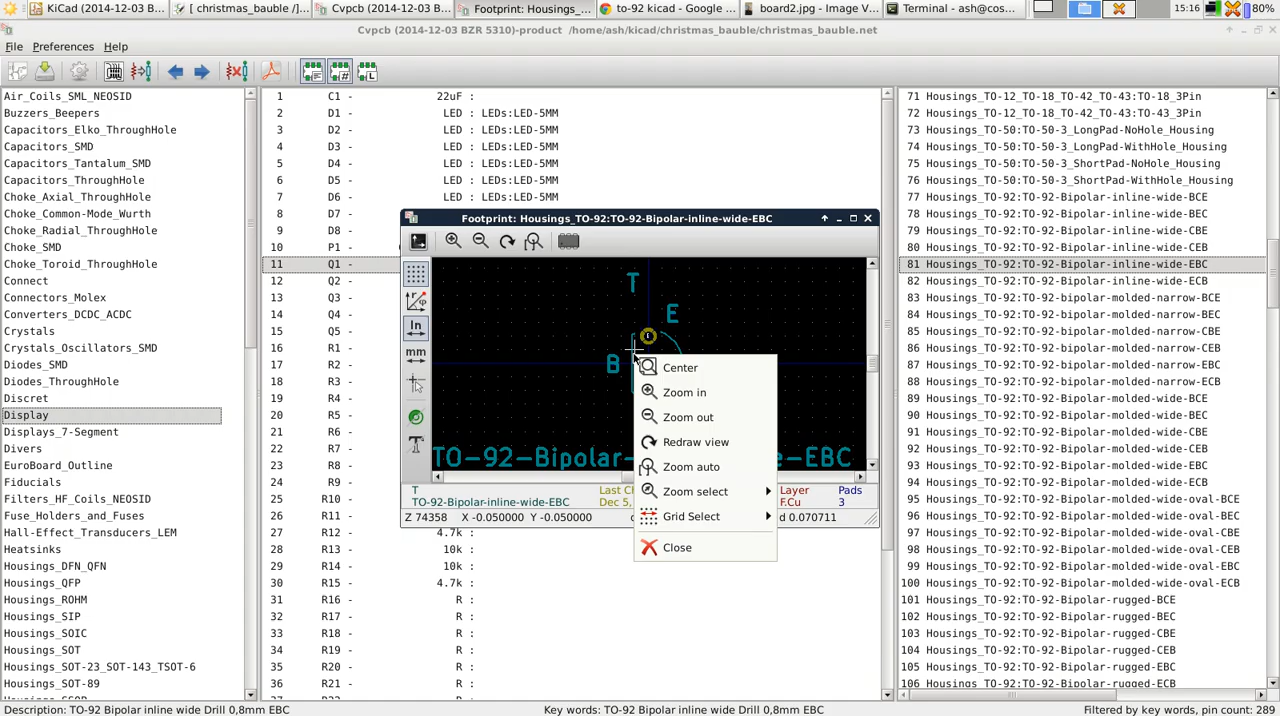 KiCad (2014-12-03 B...
[ christmas_bauble /]...
Cvpcb (2014-12-03 B...
Footprint: Housings_...
to-92 kicad - Google ...
board2.jpg - Image V...
Terminal - ash@cos...
15:16
80%
Cvpcb (2014-12-03 BZR 5310)-product /home/ash/kicad/christmas_bauble/christmas_bauble.net
File Preferences Help
Air_Coils_SML_NEOSID
Buzzers_Beepers
Capacitors_Elko_ThroughHole
Capacitors_SMD
Capacitors_Tantalum_SMD
Capacitors_ThroughHole
Choke_Axial_ThroughHole
Choke_Common-Mode_Wurth
Choke_Radial_ThroughHole
Choke_SMD
Choke_Toroid_ThroughHole
Connect
Connectors_Molex
Converters_DCDC_ACDC
Crystals
Crystals_Oscillators_SMD
Diodes_SMD
Diodes_ThroughHole
Discret
Display
Displays_7-Segment
Divers
EuroBoard_Outline
Fiducials
Filters_HF_Coils_NEOSID
Fuse_Holders_and_Fuses
Hall-Effect_Transducers_LEM
Heatsinks
Housings_DFN_QFN
Housings_QFP
Housings_ROHM
Housings_SIP
Housings_SOIC
Housings_SOT
Housings_SOT-23_SOT-143_TSOT-6
Housings_SOT-89
1 C1 - 22uF :
2 D1 - LED : LEDs:LED-5MM
3 D2 - LED : LEDs:LED-5MM
4 D3 - LED : LEDs:LED-5MM
5 D4 - LED : LEDs:LED-5MM
6 D5 - LED : LEDs:LED-5MM
7 D6 - LED : LEDs:LED-5MM
8 D7 -
9 D8 -
10 P1 -
11 Q1 -
12 Q2 -
13 Q3 -
14 Q4 -
15 Q5 -
16 R1 -
17 R2 -
18 R3 -
19 R4 -
20 R5 -
21 R6 -
22 R7 -
23 R8 -
24 R9 -
25 R10 -
26 R11 -
27 R12 - 4.7k :
28 R13 - 10k :
29 R14 - 10k :
30 R15 - 4.7k :
31 R16 - R :
32 R17 - R :
33 R18 - R :
34 R19 - R :
35 R20 - R :
36 R21 - R :
Footprint: Housings_TO-92:TO-92-Bipolar-inline-wide-EBC
In
mm
T
E
B
TO-92-Bipolar-
e-EBC
T
TO-92-Bipolar-inline-wide-EBC
Last Ch
Dec 5,
Layer
F.Cu
Pads
3
Z 74358 X -0.050000 Y -0.050000
d 0.070711
Center
Zoom in
Zoom out
Redraw view
Zoom auto
Zoom select
Grid Select
Close
71 Housings_TO-12_TO-18_TO-42_TO-43:TO-18_3Pin
72 Housings_TO-12_TO-18_TO-42_TO-43:TO-43_3Pin
73 Housings_TO-50:TO-50-3_LongPad-NoHole_Housing
74 Housings_TO-50:TO-50-3_LongPad-WithHole_Housing
75 Housings_TO-50:TO-50-3_ShortPad-NoHole_Housing
76 Housings_TO-50:TO-50-3_ShortPad-WithHole_Housing
77 Housings_TO-92:TO-92-Bipolar-inline-wide-BCE
78 Housings_TO-92:TO-92-Bipolar-inline-wide-BEC
79 Housings_TO-92:TO-92-Bipolar-inline-wide-CBE
80 Housings_TO-92:TO-92-Bipolar-inline-wide-CEB
81 Housings_TO-92:TO-92-Bipolar-inline-wide-EBC
82 Housings_TO-92:TO-92-Bipolar-inline-wide-ECB
83 Housings_TO-92:TO-92-bipolar-molded-narrow-BCE
84 Housings_TO-92:TO-92-bipolar-molded-narrow-BEC
85 Housings_TO-92:TO-92-bipolar-molded-narrow-CBE
86 Housings_TO-92:TO-92-bipolar-molded-narrow-CEB
87 Housings_TO-92:TO-92-bipolar-molded-narrow-EBC
88 Housings_TO-92:TO-92-bipolar-molded-narrow-ECB
89 Housings_TO-92:TO-92-Bipolar-molded-wide-BCE
90 Housings_TO-92:TO-92-Bipolar-molded-wide-BEC
91 Housings_TO-92:TO-92-Bipolar-molded-wide-CBE
92 Housings_TO-92:TO-92-Bipolar-molded-wide-CEB
93 Housings_TO-92:TO-92-Bipolar-molded-wide-EBC
94 Housings_TO-92:TO-92-Bipolar-molded-wide-ECB
95 Housings_TO-92:TO-92-Bipolar-molded-wide-oval-BCE
96 Housings_TO-92:TO-92-Bipolar-molded-wide-oval-BEC
97 Housings_TO-92:TO-92-Bipolar-molded-wide-oval-CBE
98 Housings_TO-92:TO-92-Bipolar-molded-wide-oval-CEB
99 Housings_TO-92:TO-92-Bipolar-molded-wide-oval-EBC
100 Housings_TO-92:TO-92-Bipolar-molded-wide-oval-ECB
101 Housings_TO-92:TO-92-Bipolar-rugged-BCE
102 Housings_TO-92:TO-92-Bipolar-rugged-BEC
103 Housings_TO-92:TO-92-Bipolar-rugged-CBE
104 Housings_TO-92:TO-92-Bipolar-rugged-CEB
105 Housings_TO-92:TO-92-Bipolar-rugged-EBC
106 Housings_TO-92:TO-92-Bipolar-rugged-ECB
Description: TO-92 Bipolar inline wide Drill 0,8mm EBC
Key words: TO-92 Bipolar inline wide Drill 0,8mm EBC
Filtered by key words, pin count: 289